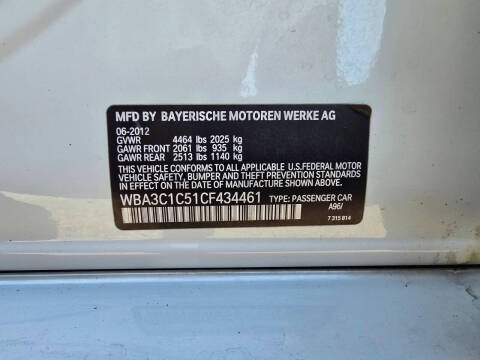 MFD BY BAYERISCHE MOTOREN WERKE AG
06-2012
GVWR 4464 lbs 2025 kg
GAWR FRONT 2061 lbs 935 kg
GAWR REAR 2513 lbs 1140 kg
THIS VEHICLE CONFORMS TO ALL APPLICABLE U.S.FEDERAL MOTOR
VEHICLE SAFETY, BUMPER AND THEFT PREVENTION STANDARDS
IN EFFECT ON THE DATE OF MANUFACTURE SHOWN ABOVE.
WBA3C1C51CF434461 TYPE: PASSENGER CAR
A96/
7 315 814